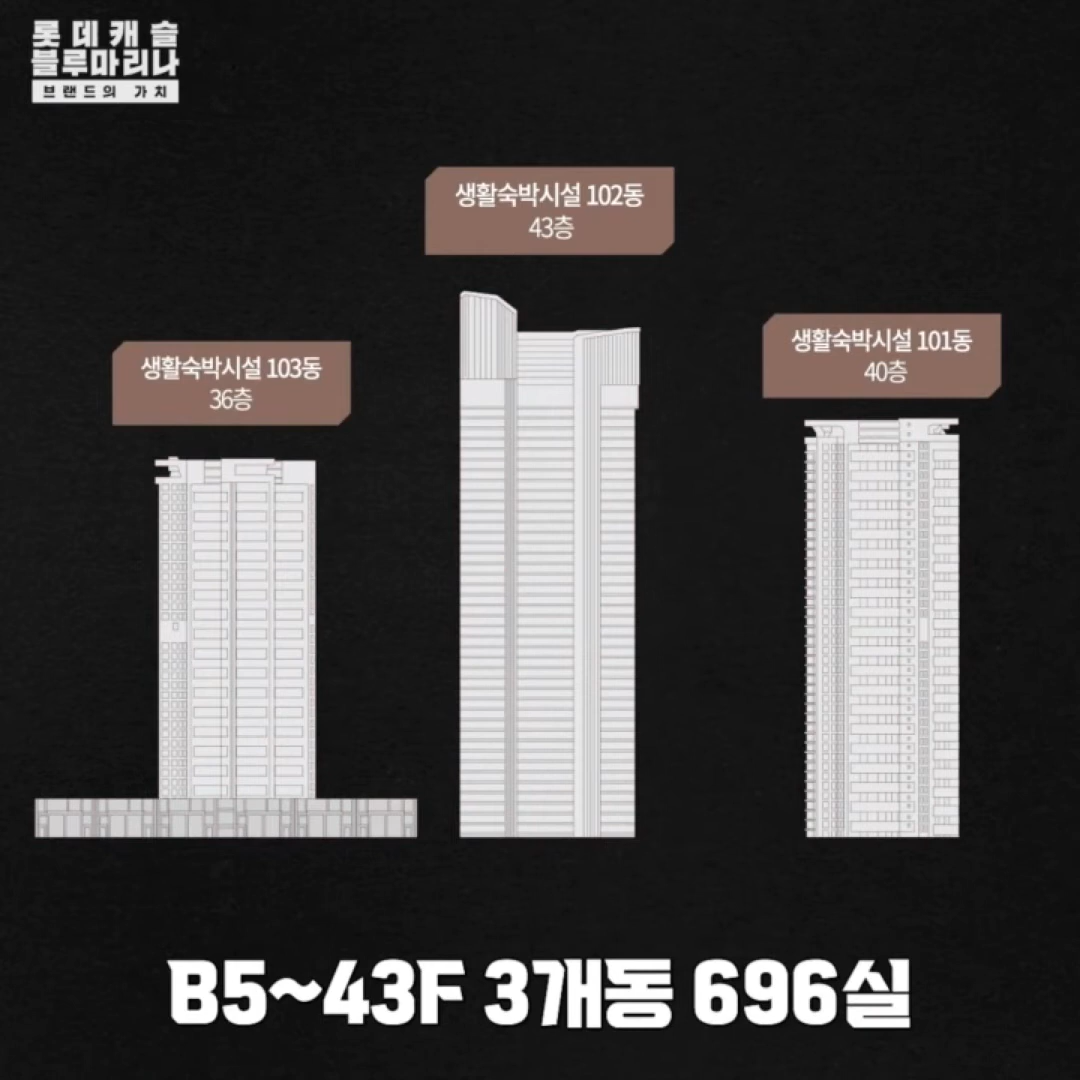 롯데캐슬
블루마리나
브랜드의 가치
생활숙박시설 102동
43층
생활숙박시설 101동
40층
생활숙박시설 103동
36층
B5~43F 3개동 696실